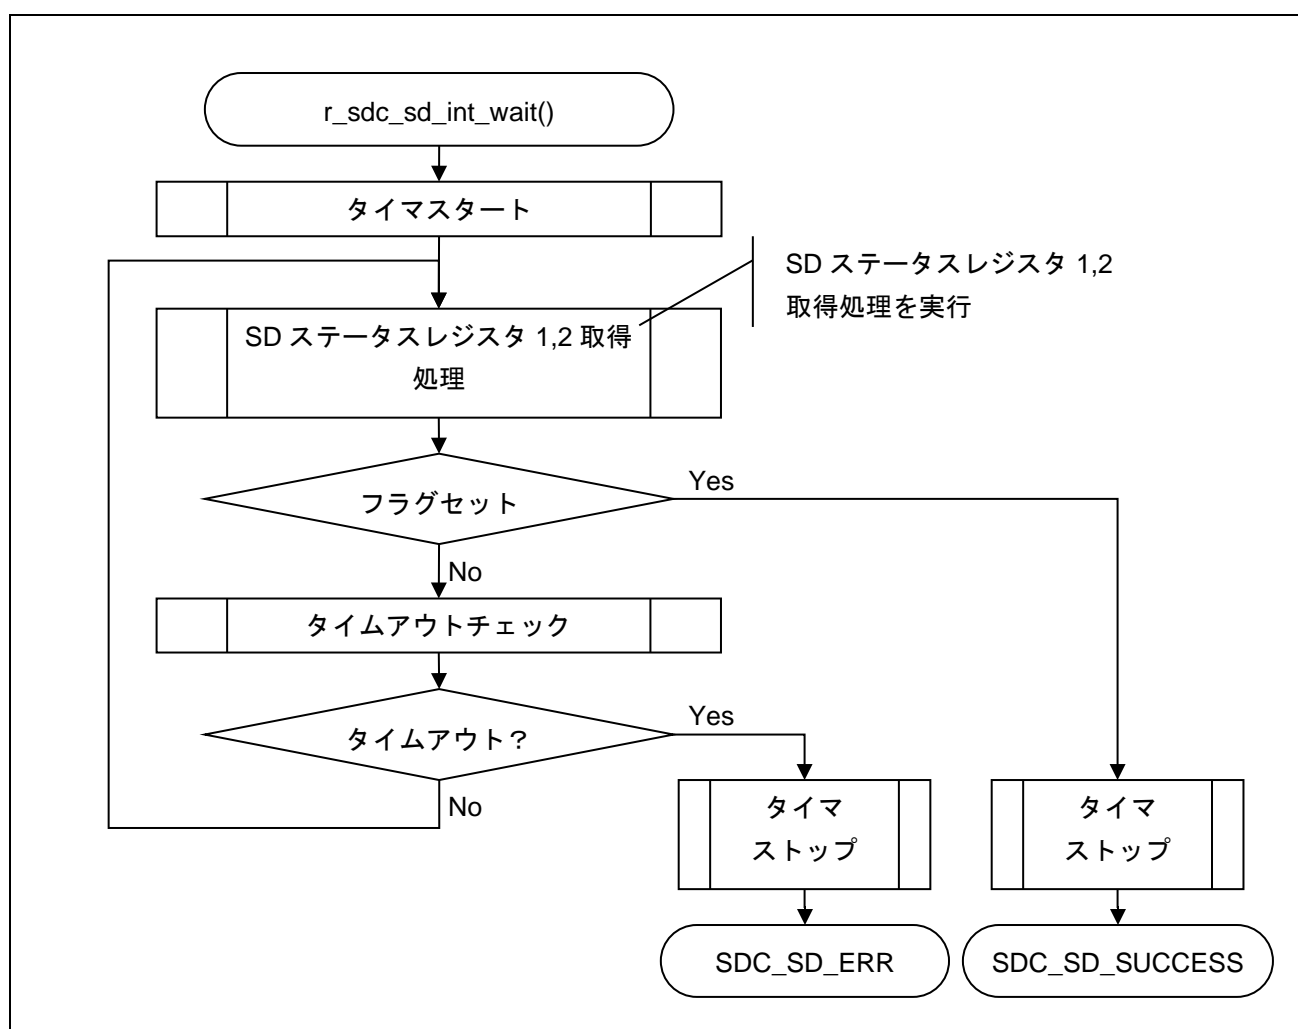 r_sdc_sd_int_wait()
タイマスタート
SD ステータスレジスタ 1,2
取得処理を実行
SD ステータスレジスタ 1,2 取得
処理
フラグセット
Yes
No
タイムアウトチェック
タイムアウト？
Yes
No
タイマ
ストップ
タイマ
ストップ
SDC_SD_ERR
SDC_SD_SUCCESS